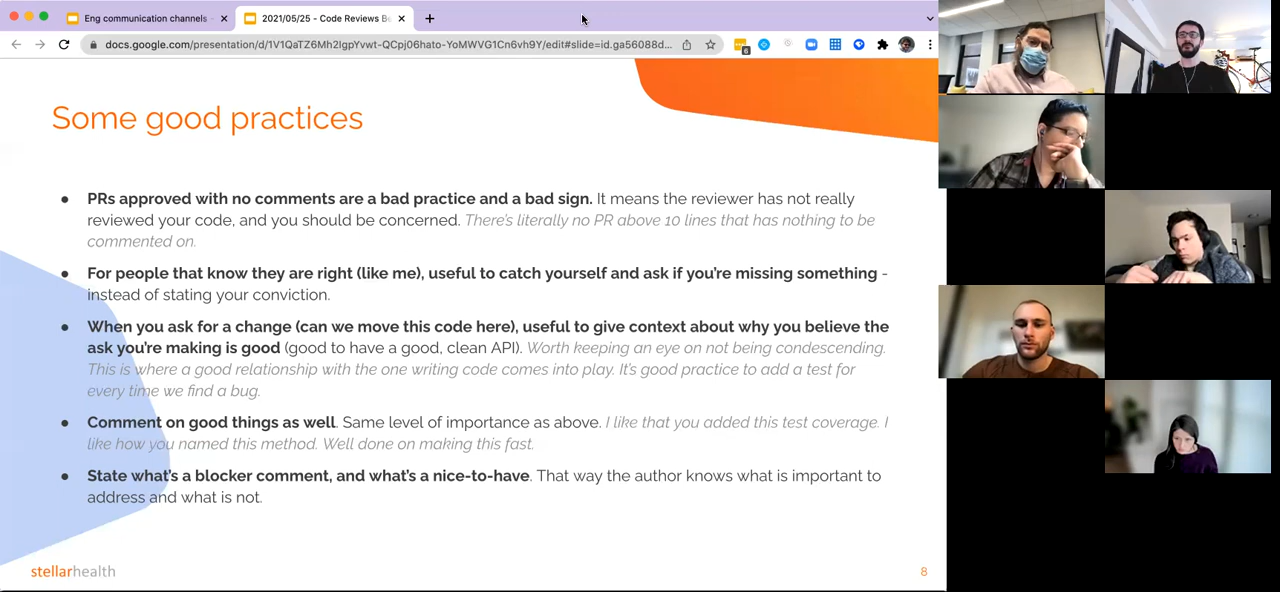 Eng communication channels -
2021/05/25 - Code Reviews Be
docs.google.com/presentation/d/1V1QaTZ6Mh2IgpYvwt-QCpj06hato-YoMWVG1Cn6vh9Y/edit#slide=id.ga56088d...
6
Some good practices
● PRs approved with no comments are a bad practice and a bad sign. It means the reviewer has not really
reviewed your code, and you should be concerned. There's literally no PR above 10 lines that has nothing to be
commented on.
● For people that know they are right (like me), useful to catch yourself and ask if you're missing something -
instead of stating your conviction.
● When you ask for a change (can we move this code here), useful to give context about why you believe the
ask you're making is good (good to have a good, clean API). Worth keeping an eye on not being condescending.
This is where a good relationship with the one writing code comes into play. It's good practice to add a test for
every time we find a bug.
● Comment on good things as well. Same level of importance as above. I like that you added this test coverage. I
like how you named this method. Well done on making this fast.
● State what's a blocker comment, and what's a nice-to-have. That way the author knows what is important to
address and what is not.
stellarhealth
8